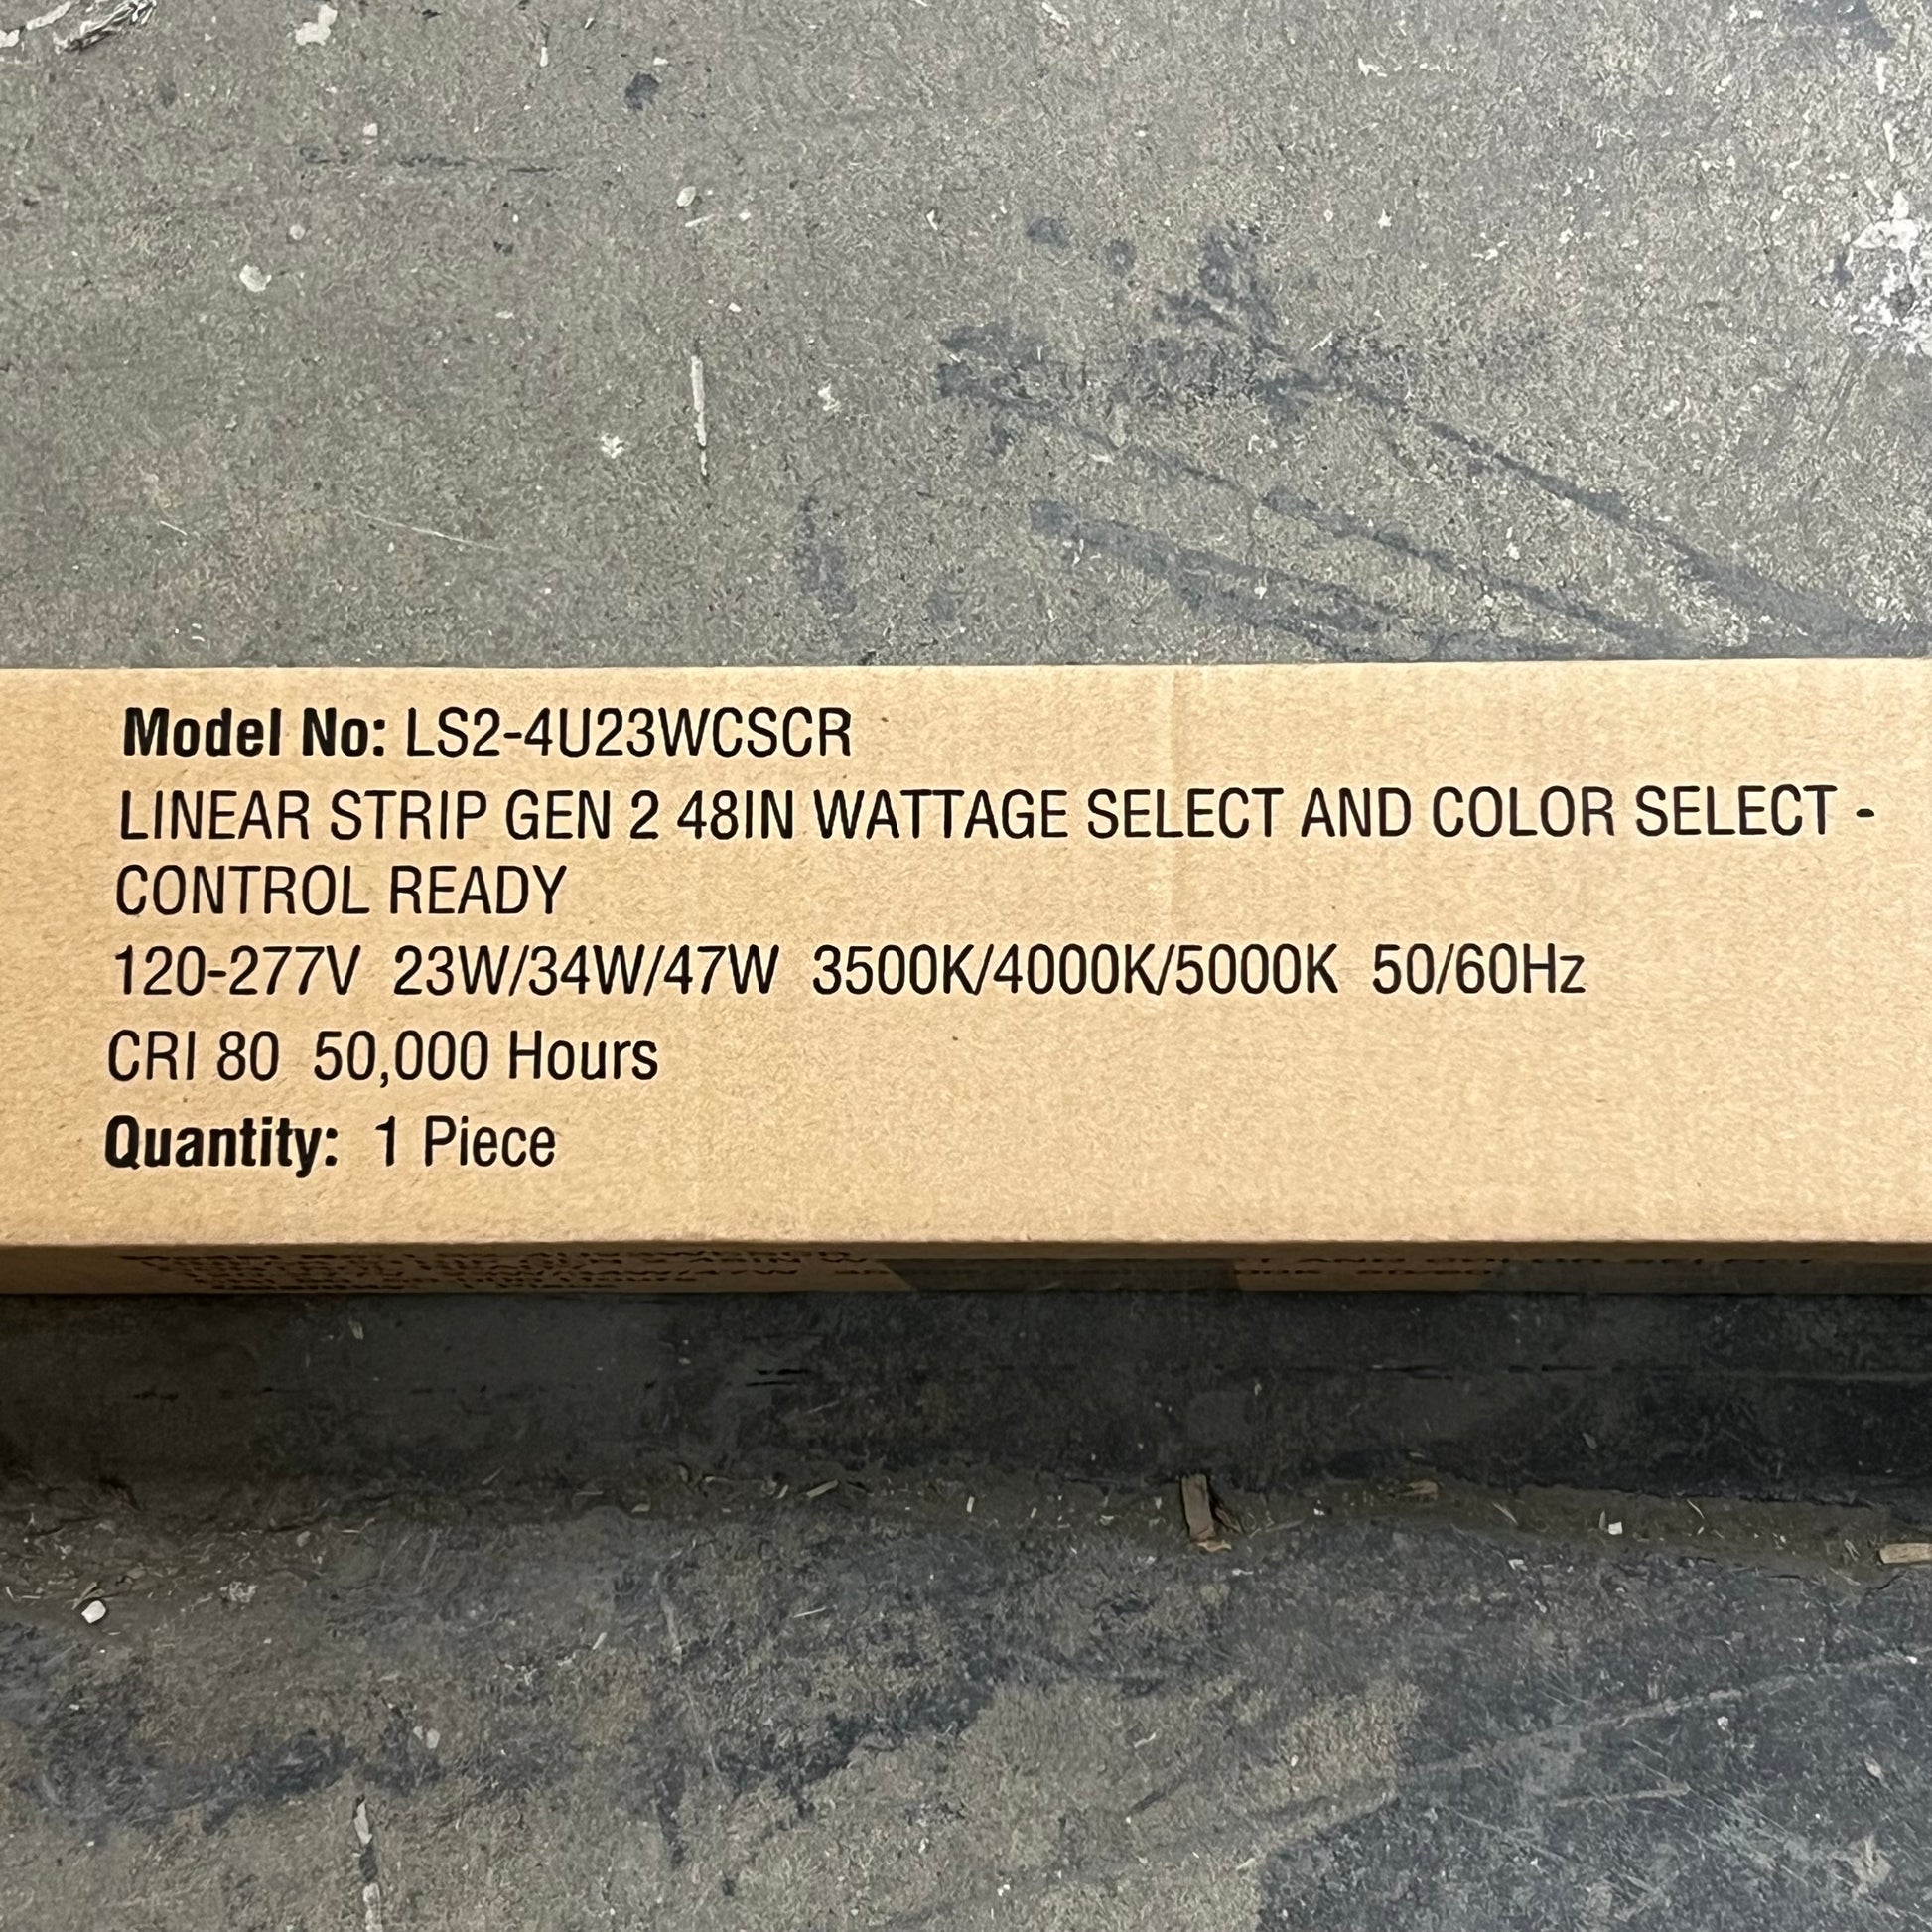 Model No: LS2-4U23WCSCR
LINEAR STRIP GEN 2 48IN WATTAGE SELECT AND COLOR SELECT -
CONTROL READY
120-277V 23W/34W/47W 3500K/4000K/5000K 50/60Hz
CRI 80 50,000 Hours
Quantity: 1 Piece